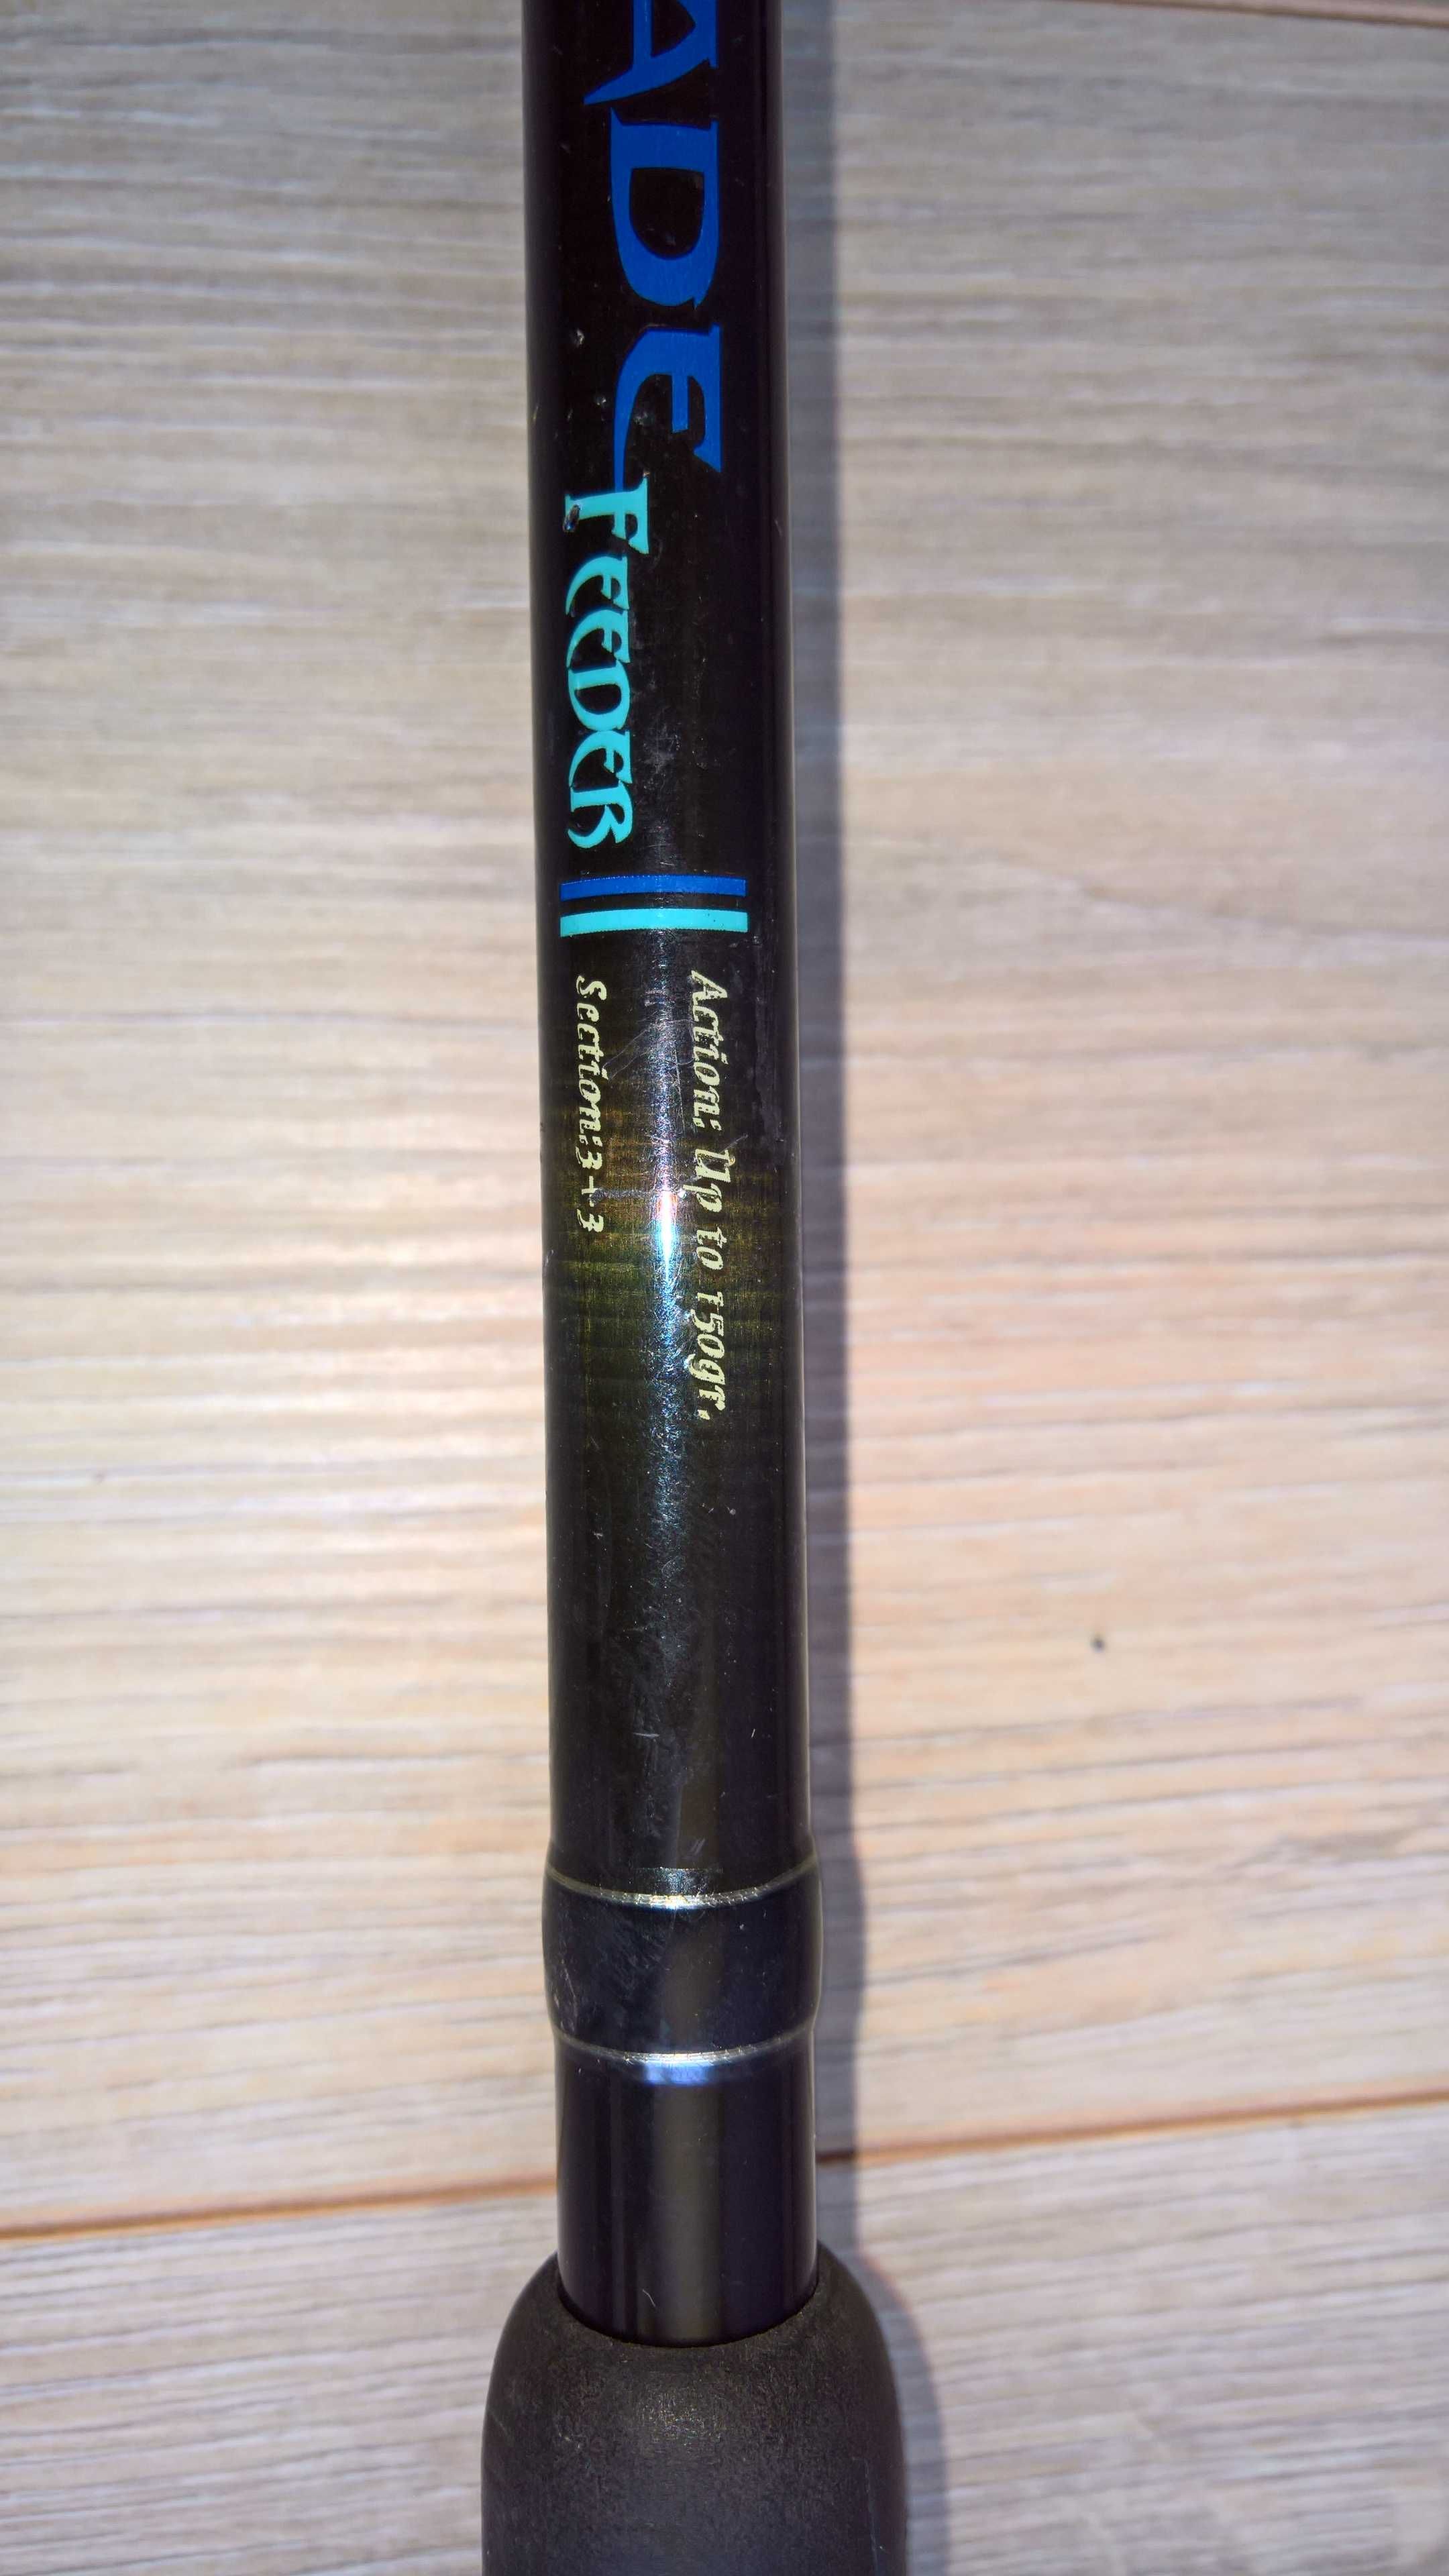 ADE
FEEDER
Action: Up to 150gr.
Section:3+3